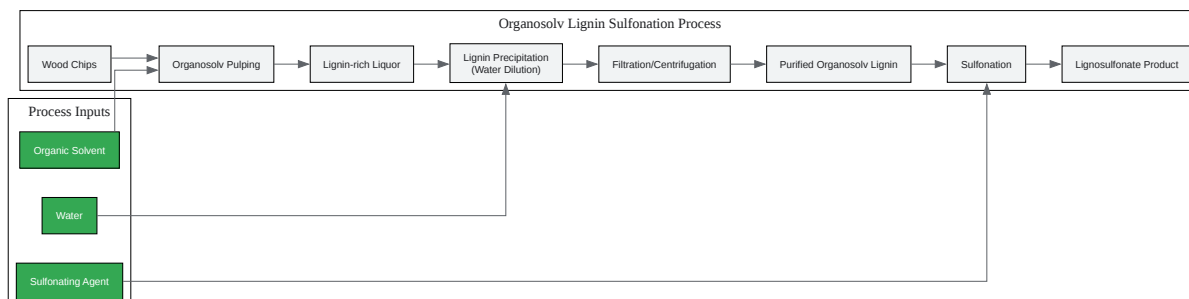 Organosolv Lignin Sulfonation Process
Wood Chips
Organosolv Pulping
Lignin-rich Liquor
Lignin Precipitation
(Water Dilution)
Filtration/Centrifugation
Purified Organosolv Lignin
Sulfonation
Lignosulfonate Product
Process Inputs
Organic Solvent
Water
Sulfonating Agent